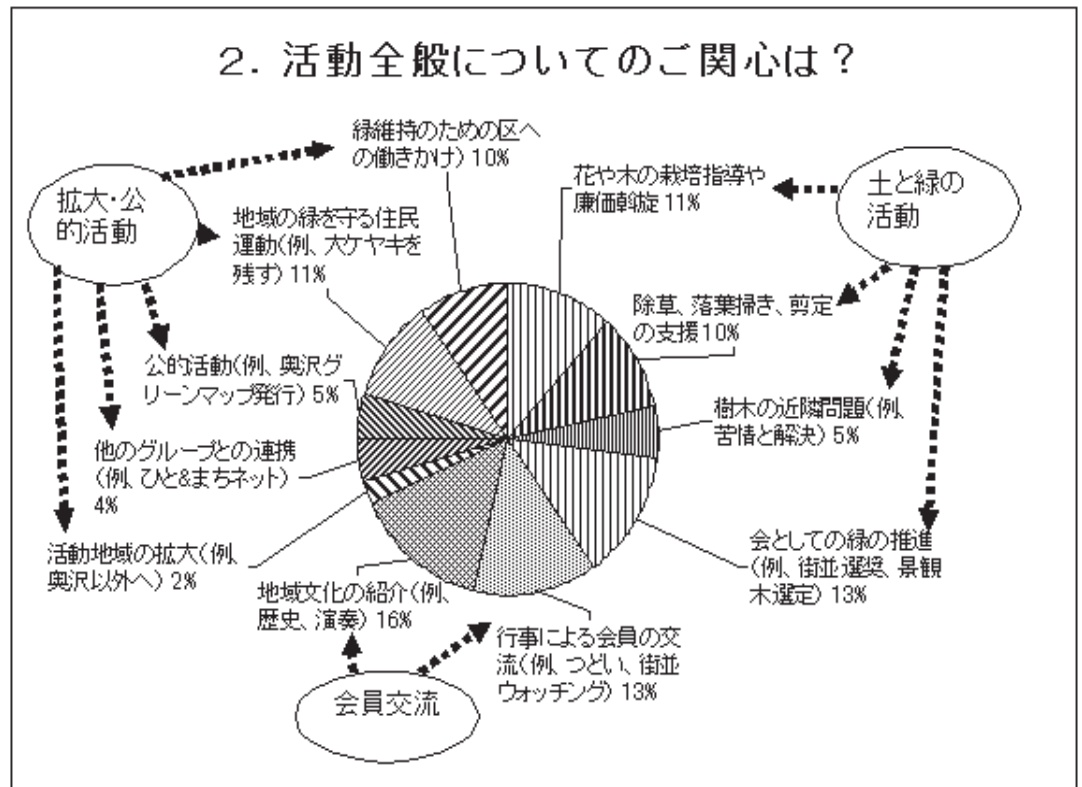 ２. 活動全般についてのご関心は？
緑維持のための区へ
の働きかけ) 10%
花や木の栽培指導や
廉価斡旋 11%
土と緑の
活動
拡大・公
的活動
地域の緑を守る住民
運動(例、大ケヤキを
残す) 11%
除草、落葉掃き、剪定
の支援 10%
公的活動(例、奥沢グ
リーンマップ発行) 5%
樹木の近隣問題(例、
苦情と解決) 5%
他のグループとの連携
(例、ひと&まちネット)
4%
会としての緑の推進
(例、街並選奨、景観
木選定) 13%
活動地域の拡大(例、
奥沢以外へ) 2%
地域文化の紹介(例、
歴史、演奏) 16%
行事による会員の交
流(例、つどい、街並
ウォッチング) 13%
会員交流